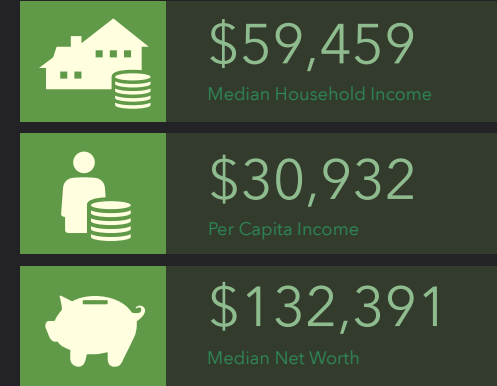 $59,459
Median Household Income
$30,932
Per Capita Income
$132,391
Median Net Worth